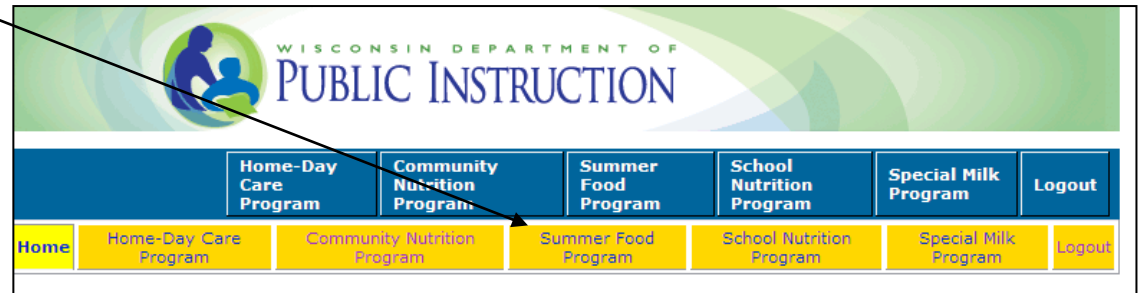 WISCONSIN DEPARTMENT OF
PUBLIC INSTRUCTION
Home-Day
Care
Program
Community
Nutrition
Program
Summer
Food
Program
School
Nutrition
Program
Special Milk
Program
Logout
Home
Home-Day Care
Program
Community Nutrition
Program
Summer Food
Program
School Nutrition
Program
Special Milk
Program
Logout